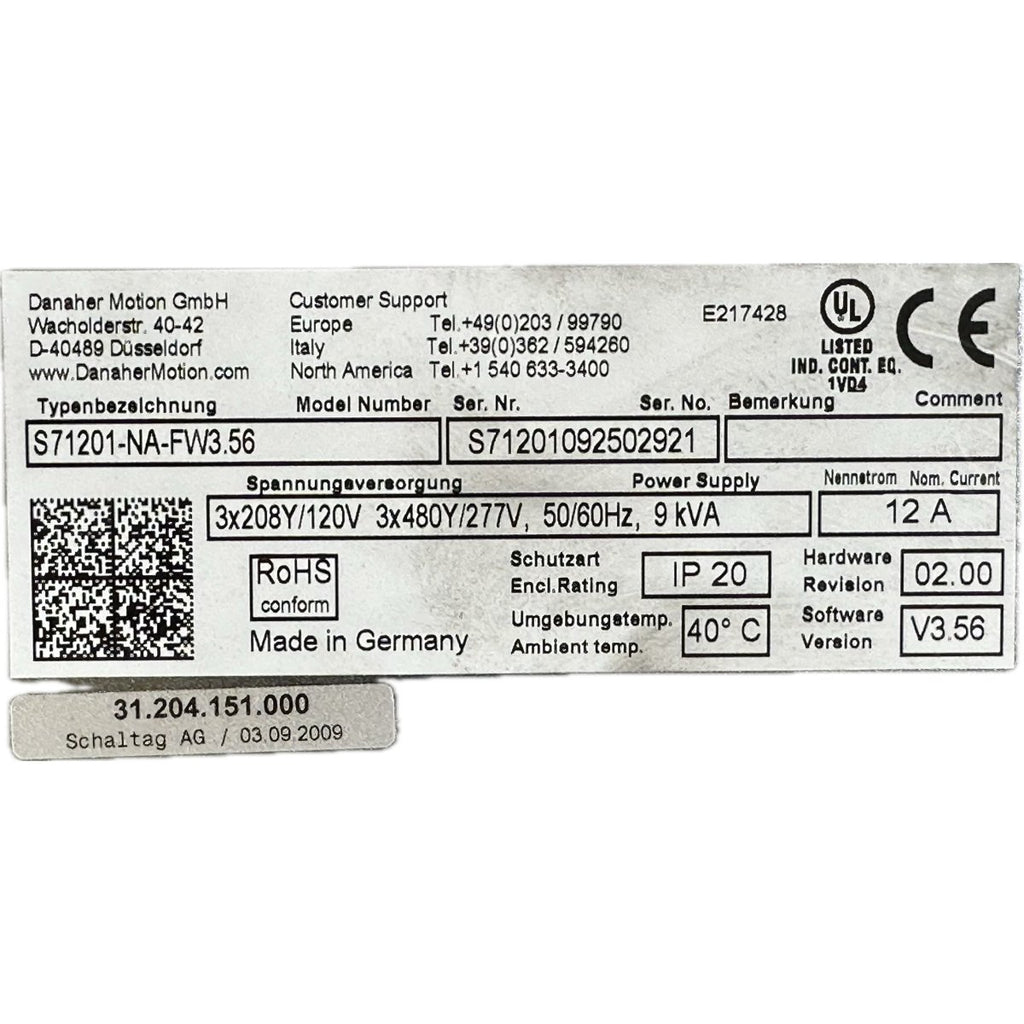 Danaher Motion GmbH
Wacholderstr. 40-42
D-40489 Düsseldorf
www.DanaherMotion.com
Customer Support
Europe Tel.+49(0)203 / 99790
Italy Tel.+39(0)362 / 594260
North America Tel.+1 540 633-3400
E217428
UL
LISTED
IND. CONT. EQ.
1VD4
CE
Typenbezeichnung Model Number Ser. Nr. Ser. No. Bemerkung Comment
S71201-NA-FW3.56 S71201092502921
Spannungsversorgung Power Supply Nennstrom Nom. Current
3x208Y/120V 3x480Y/277V, 50/60Hz, 9 kVA 12 A
RoHS
conform
Made in Germany
Schutzart
Encl.Rating
IP 20
Umgebungstemp.
Ambient temp.
40° C
Hardware
Revision
02.00
Software
Version
V3.56
31.204.151.000
Schaltag AG / 03.09.2009